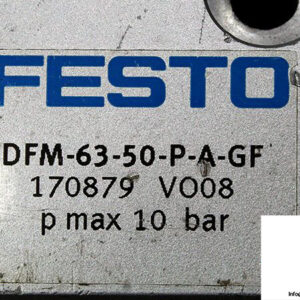 FESTO
DFM-63-50-P-A-GF
170879 VO08
p max 10 bar